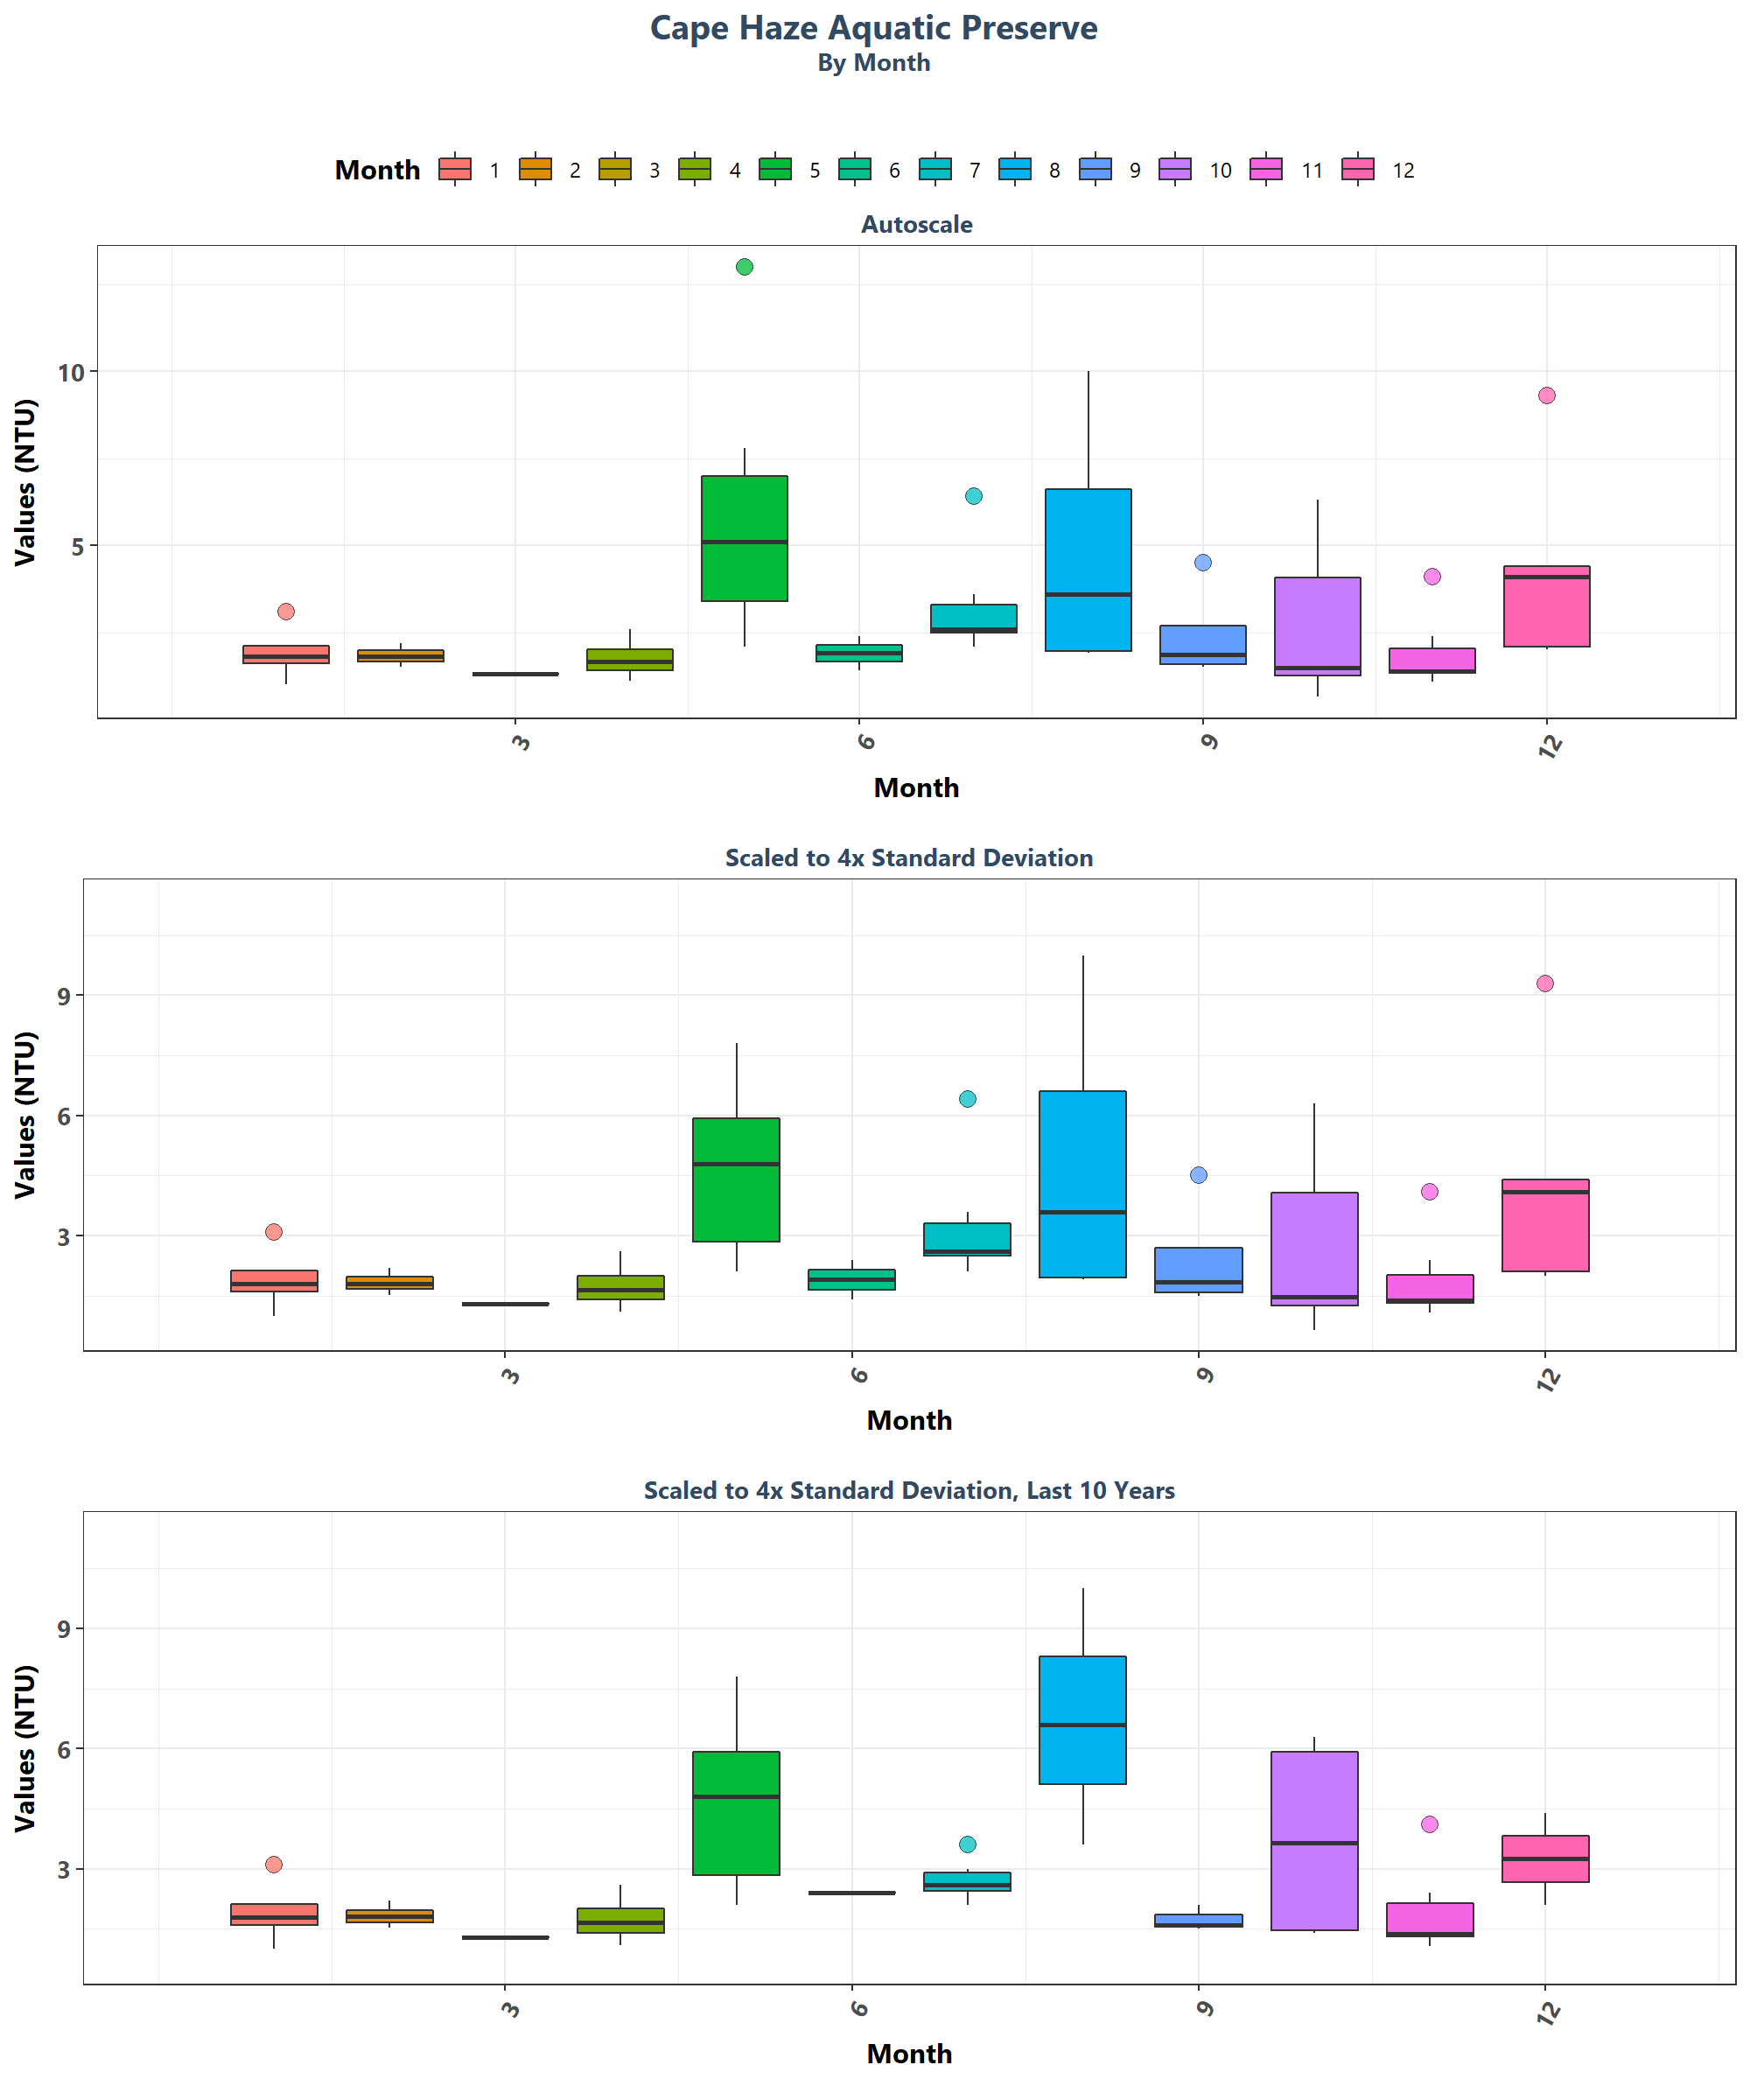 Cape Haze Aquatic Preserve
By Month
Month 1 2 3 4 5 6 7 8 9 10 11 12
Autoscale
Values (NTU)
10
5
3 6 9 12
Month
Scaled to 4x Standard Deviation
Values (NTU)
9
6
3
3 6 9 12
Month
Scaled to 4x Standard Deviation, Last 10 Years
Values (NTU)
9
6
3
3 6 9 12
Month